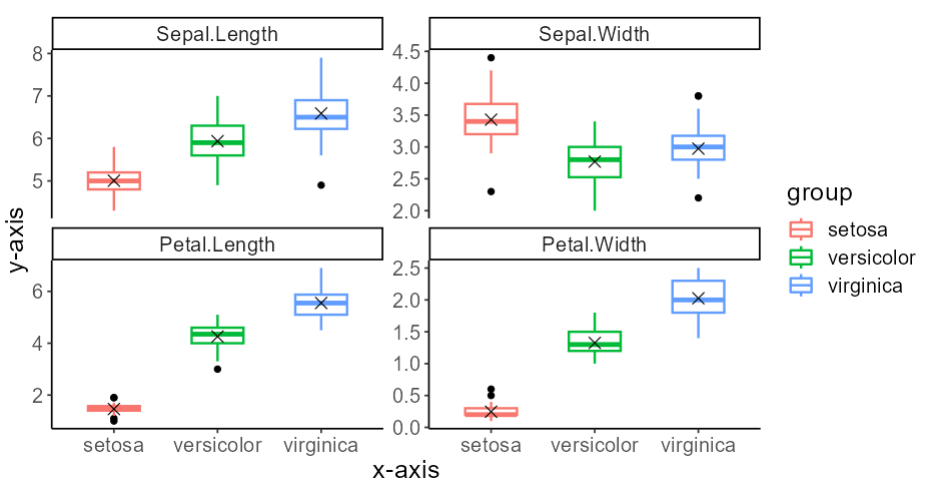 Sepal.Length
Sepal.Width
8
7
6
5
4.5
4.0
3.5
3.0
2.5
2.0
y-axis
Petal.Length
Petal.Width
6
4
2
2.5
2.0
1.5
1.0
0.5
0.0
setosa versicolor virginica
setosa versicolor virginica
x-axis
group
setosa
versicolor
virginica